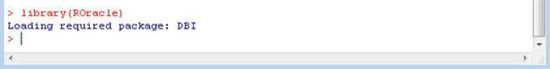 > library(ROracle)
Loading required package: DBI
>